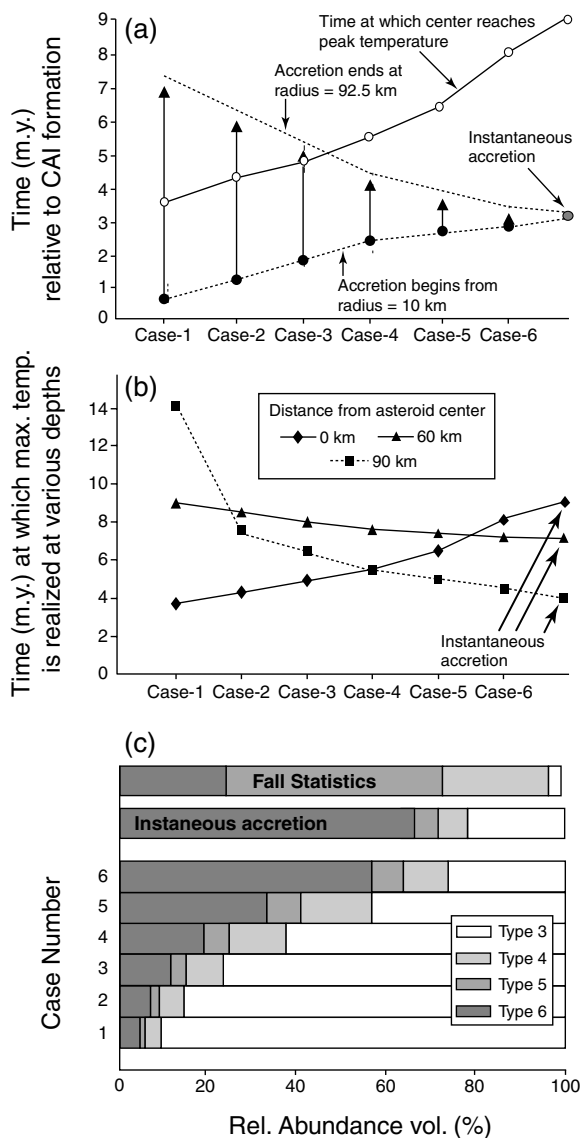 (a)
Time (m.y.)
relative to CAI formation
9
8
7
6
5
4
3
2
1
0
Time at which center reaches
peak temperature
Accretion ends at
radius = 92.5 km
Instantaneous
accretion
Accretion begins from
radius = 10 km
Case-1 Case-2 Case-3 Case-4 Case-5 Case-6
(b)
Time (m.y.) at which max. temp.
is realized at various depths
14
12
10
8
6
4
2
0
Distance from asteroid center
0 km 60 km
90 km
Instantaneous
accretion
Case-1 Case-2 Case-3 Case-4 Case-5 Case-6
(c)
Fall Statistics
Instaneous accretion
Case Number
6
5
4
3
2
1
Type 3
Type 4
Type 5
Type 6
0 20 40 60 80 100
Rel. Abundance vol. (%)